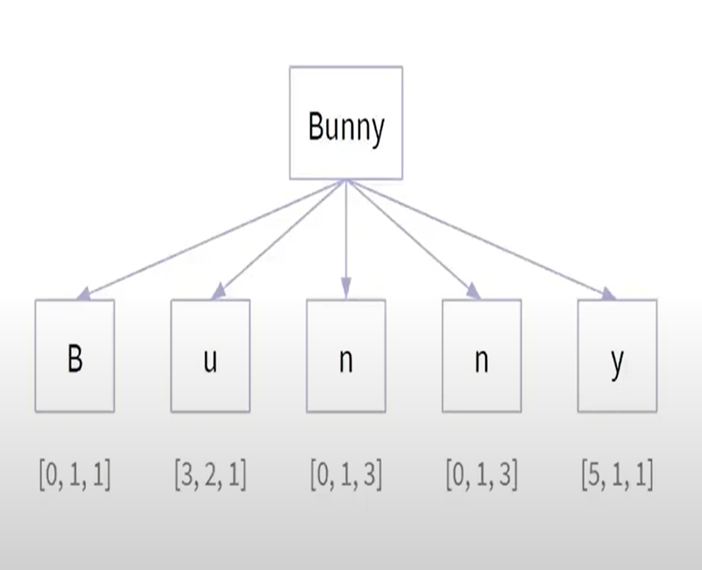 Bunny
B u n n y
[0, 1, 1] [3, 2, 1] [0, 1, 3] [0, 1, 3] [5, 1, 1]